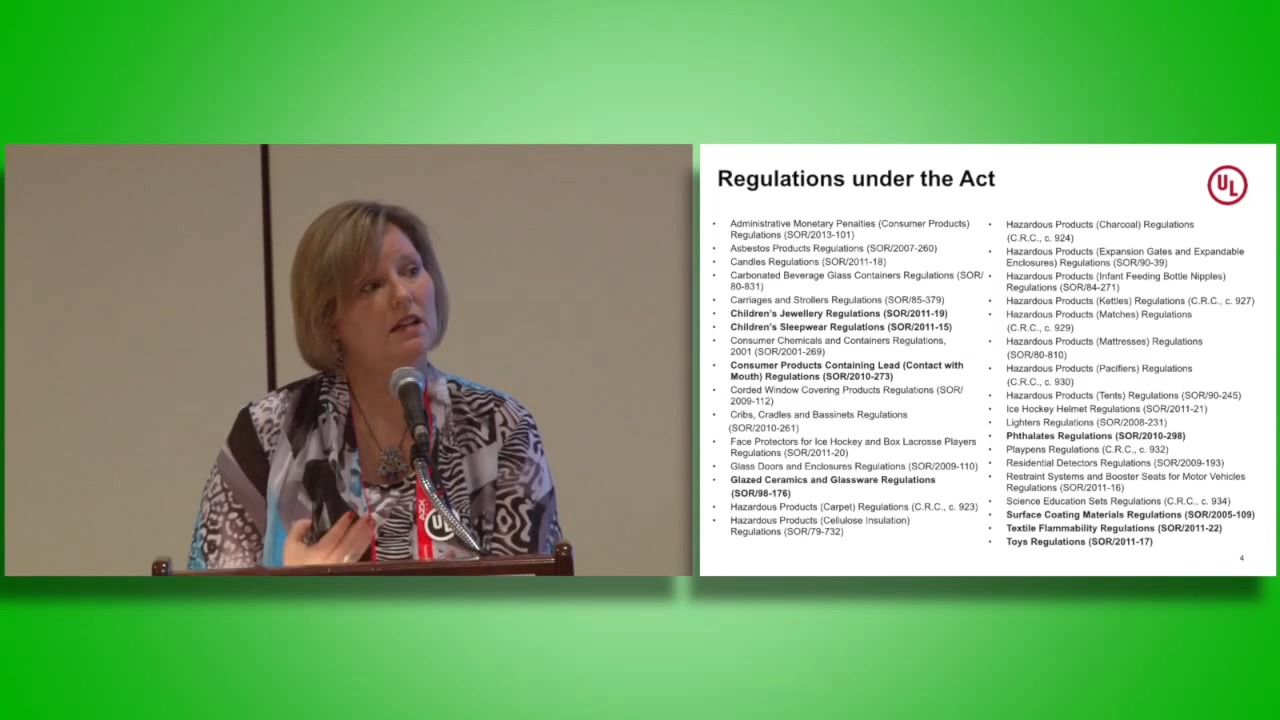 Regulations under the Act
UL
• Administrative Monetary Penalties (Consumer Products)
Regulations (SOR/2013-101)
• Asbestos Products Regulations (SOR/2007-260)
• Candles Regulations (SOR/2011-18)
• Carbonated Beverage Glass Containers Regulations (SOR/
80-831)
• Carriages and Strollers Regulations (SOR/85-379)
• Children's Jewellery Regulations (SOR/2011-19)
• Children's Sleepwear Regulations (SOR/2011-15)
• Consumer Chemicals and Containers Regulations,
2001 (SOR/2001-269)
• Consumer Products Containing Lead (Contact with
Mouth) Regulations (SOR/2010-273)
• Corded Window Covering Products Regulations (SOR/
2009-112)
• Cribs, Cradles and Bassinets Regulations
(SOR/2010-261)
• Face Protectors for Ice Hockey and Box Lacrosse Players
Regulations (SOR/2011-20)
• Glass Doors and Enclosures Regulations (SOR/2009-110)
• Glazed Ceramics and Glassware Regulations
(SOR/98-176)
• Hazardous Products (Carpet) Regulations (C.R.C., c. 923)
• Hazardous Products (Cellulose Insulation)
Regulations (SOR/79-732)
• Hazardous Products (Charcoal) Regulations
(C.R.C., c. 924)
• Hazardous Products (Expansion Gates and Expandable
Enclosures) Regulations (SOR/90-39)
• Hazardous Products (Infant Feeding Bottle Nipples)
Regulations (SOR/84-271)
• Hazardous Products (Kettles) Regulations (C.R.C., c. 927)
• Hazardous Products (Matches) Regulations
(C.R.C., c. 929)
• Hazardous Products (Mattresses) Regulations
(SOR/80-810)
• Hazardous Products (Pacifiers) Regulations
(C.R.C., c. 930)
• Hazardous Products (Tents) Regulations (SOR/90-245)
• Ice Hockey Helmet Regulations (SOR/2011-21)
• Lighters Regulations (SOR/2008-231)
• Phthalates Regulations (SOR/2010-298)
• Playpens Regulations (C.R.C., c. 932)
• Residential Detectors Regulations (SOR/2009-193)
• Restraint Systems and Booster Seats for Motor Vehicles
Regulations (SOR/2011-16)
• Science Education Sets Regulations (C.R.C., c. 934)
• Surface Coating Materials Regulations (SOR/2005-109)
• Textile Flammability Regulations (SOR/2011-22)
• Toys Regulations (SOR/2011-17)
4
UL